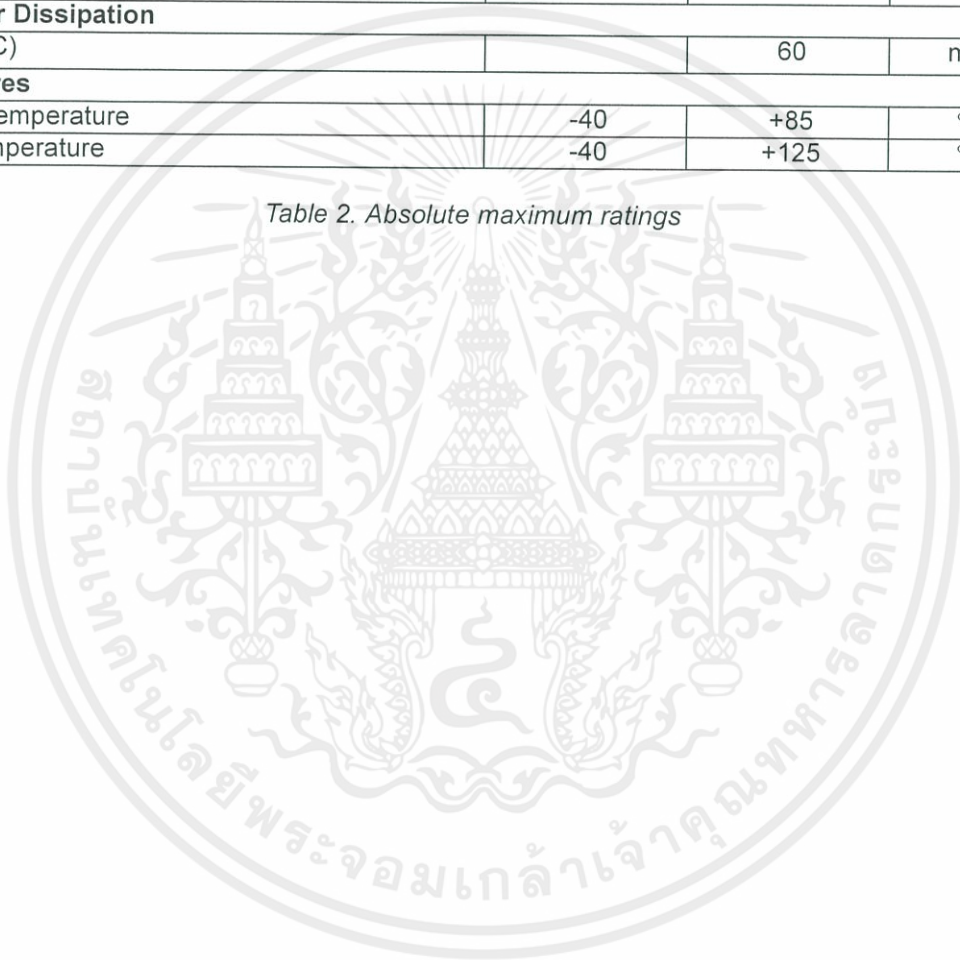 r Dissipation
C) 60 m
es
emperature -40 +85 °
perature -40 +125 °
Table 2. Absolute maximum ratings
สถาบันเทคโนโลยีพระจอมเกล้าเจ้าคุณทหารลาดกระบัง